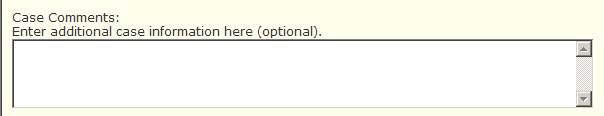 Case Comments:
Enter additional case information here (optional).